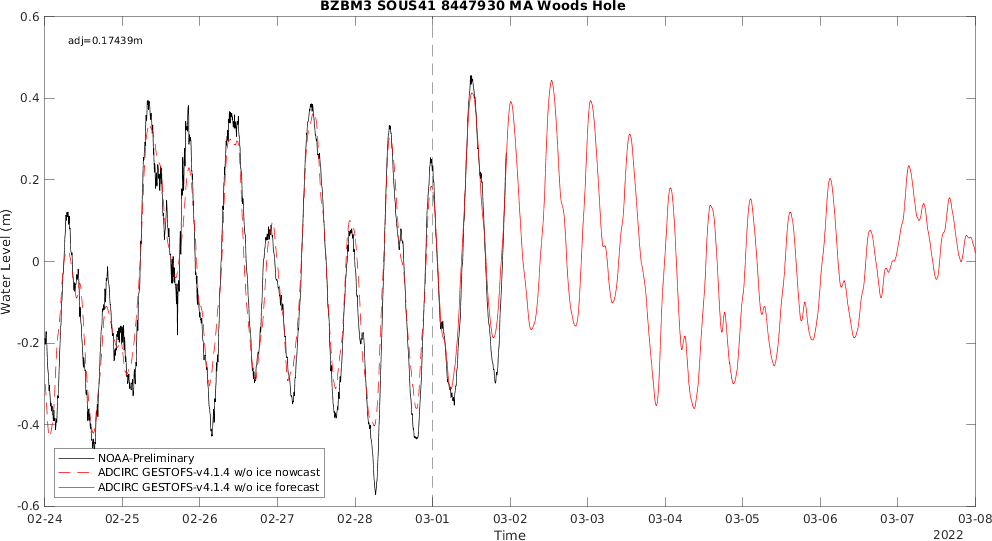 BZBM3 SOUS41 8447930 MA Woods Hole
adj=0.17439m
0.6
0.4
0.2
0
-0.2
-0.4
-0.6
Water Level (m)
NOAA-Preliminary
ADCIRC GESTOFS-v4.1.4 w/o ice nowcast
ADCIRC GESTOFS-v4.1.4 w/o ice forecast
02-24 02-25 02-26 02-27 02-28 03-01 03-02 03-03 03-04 03-05 03-06 03-07 03-08
Time
2022